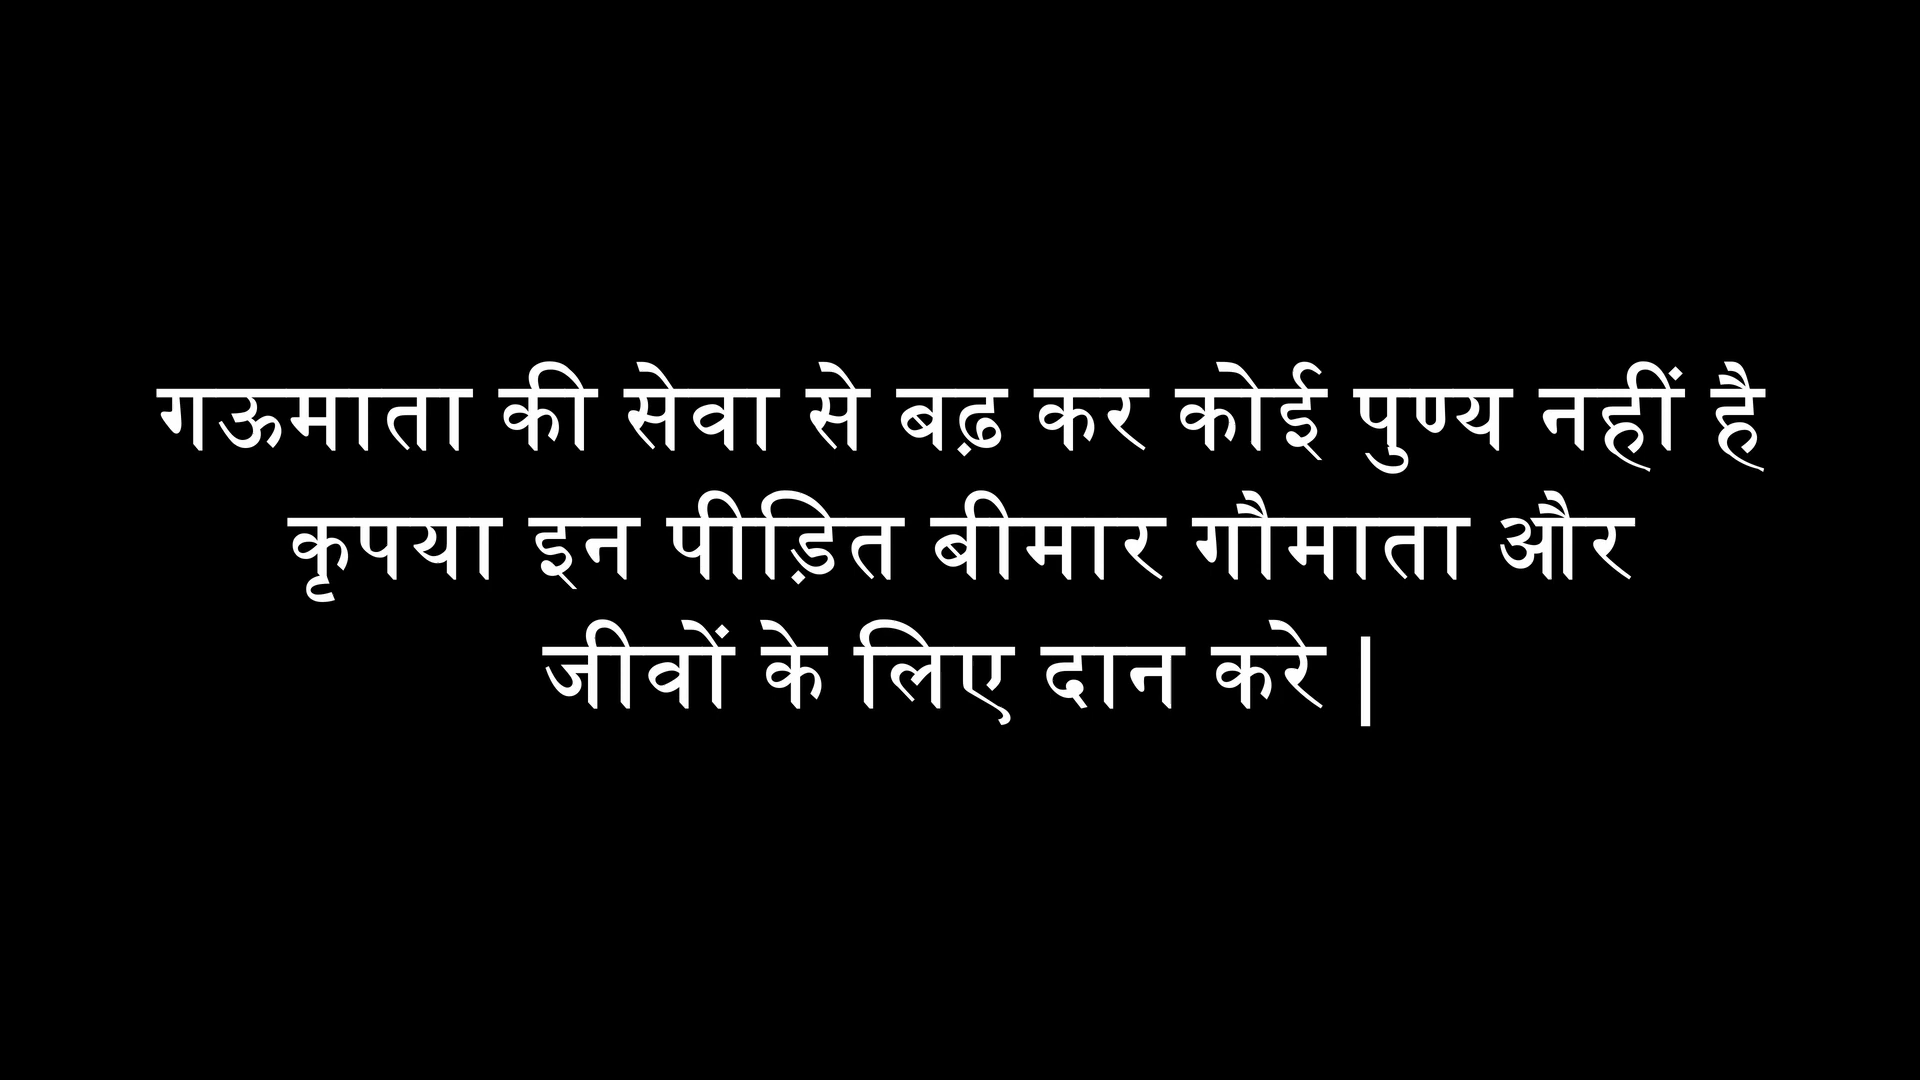 गऊमाता की सेवा से बढ़ कर कोई पुण्य नहीं है
कृपया इन पीड़ित बीमार गौमाता और
जीवों के लिए दान करे |